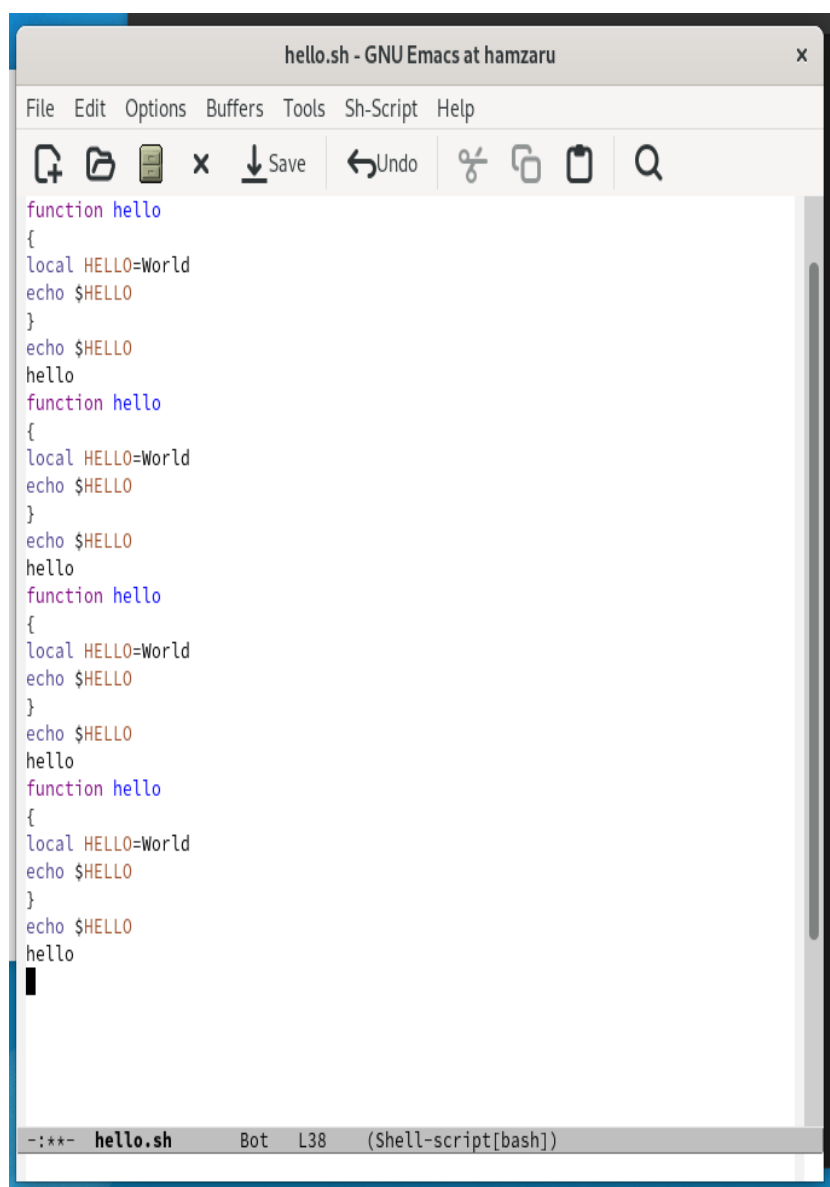 hello.sh - GNU Emacs at hamzaru
File Edit Options Buffers Tools Sh-Script Help
Save Undo
function hello
{
local HELLO=World
echo $HELLO
}
echo $HELLO
hello
function hello
{
local HELLO=World
echo $HELLO
}
echo $HELLO
hello
function hello
{
local HELLO=World
echo $HELLO
}
echo $HELLO
hello
function hello
{
local HELLO=World
echo $HELLO
}
echo $HELLO
hello
-:**- hello.sh Bot L38 (Shell-script[bash])